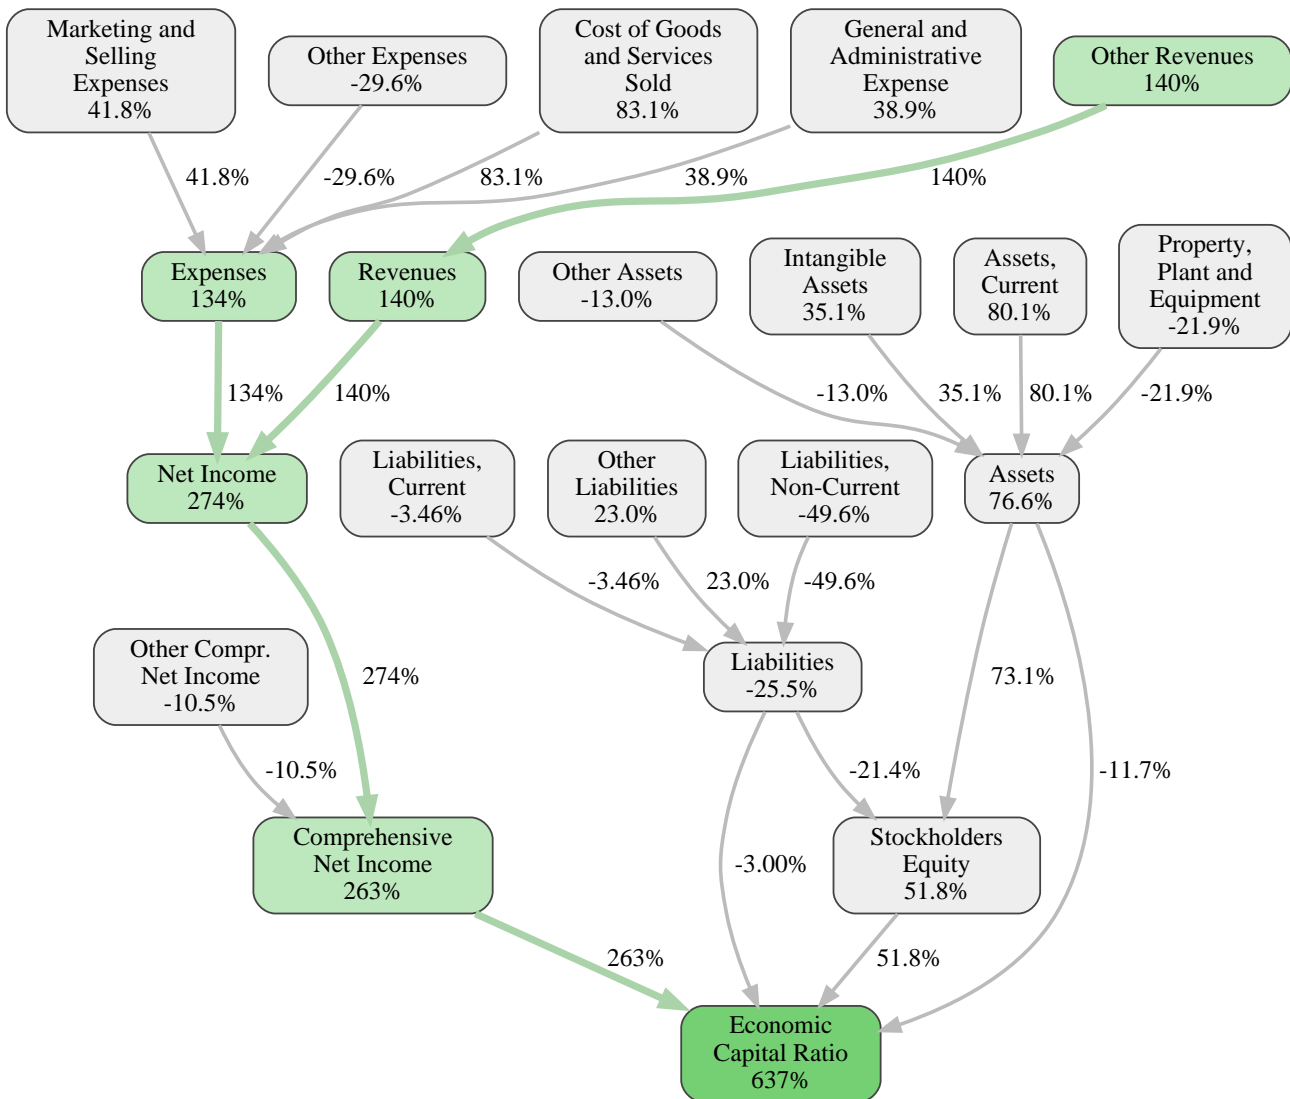 Marketing and
Selling
Expenses
41.8%
Other Expenses
-29.6%
Cost of Goods
and Services
Sold
83.1%
General and
Administrative
Expense
38.9%
Other Revenues
140%
41.8%
-29.6%
83.1%
38.9%
140%
Expenses
134%
Revenues
140%
Other Assets
-13.0%
Intangible
Assets
35.1%
Assets,
Current
80.1%
Property,
Plant and
Equipment
-21.9%
134%
140%
-13.0%
35.1%
80.1%
-21.9%
Net Income
274%
Liabilities,
Current
-3.46%
Other
Liabilities
23.0%
Liabilities,
Non-Current
-49.6%
Assets
76.6%
-3.46%
23.0%
-49.6%
Other Compr.
Net Income
-10.5%
274%
Liabilities
-25.5%
73.1%
-10.5%
-21.4%
-11.7%
Comprehensive
Net Income
263%
-3.00%
Stockholders
Equity
51.8%
263%
51.8%
Economic
Capital Ratio
637%